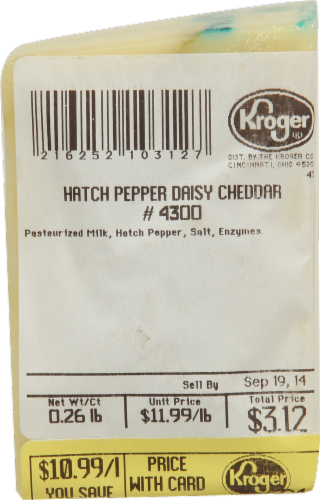 Kroger
216252 103127
DIST. BY THE KROGER CO
CINCINNATI, OHIO 4520
HATCH PEPPER DAISY CHEDDAR
# 4300
Pasteurized Milk, Hatch Pepper, Salt, Enzymes.
Sell By Sep 19, 14
Net Wt/Ct Unit Price Total Price
0.26 lb $11.99/lb $3.12
$10.99/l PRICE Kroger
YOU SAVE WITH CARD